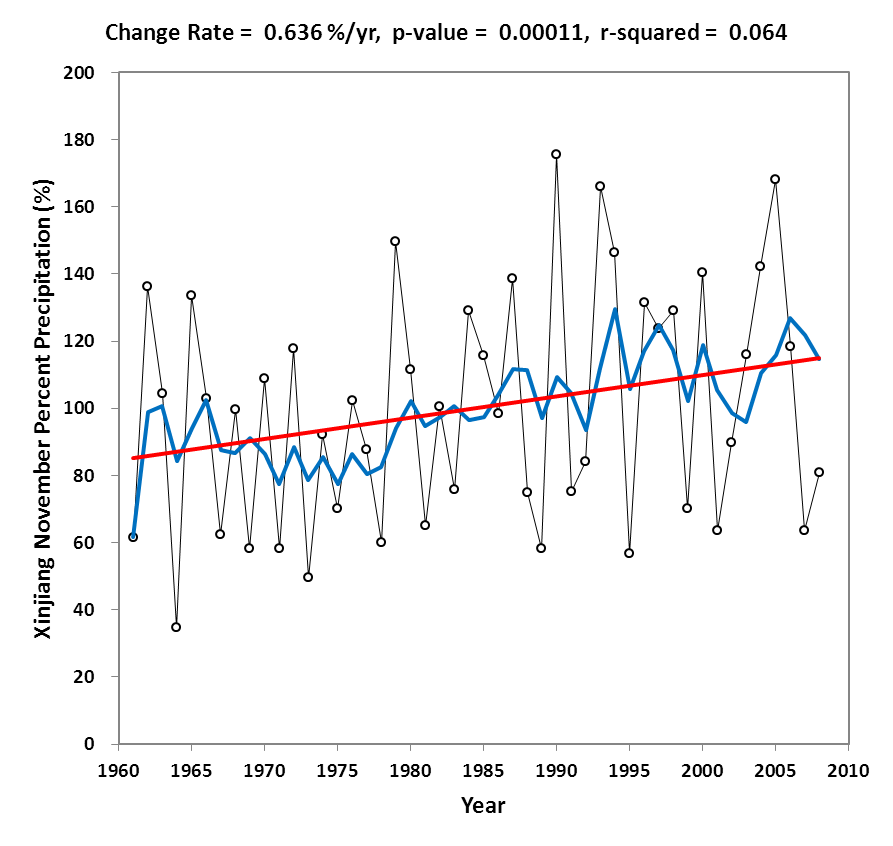 Change Rate = 0.636 %/yr, p-value = 0.00011, r-squared = 0.064
200
180
160
140
120
100
80
60
40
20
0
Xinjiang November Percent Precipitation (%)
1960 1965 1970 1975 1980 1985 1990 1995 2000 2005 2010
Year